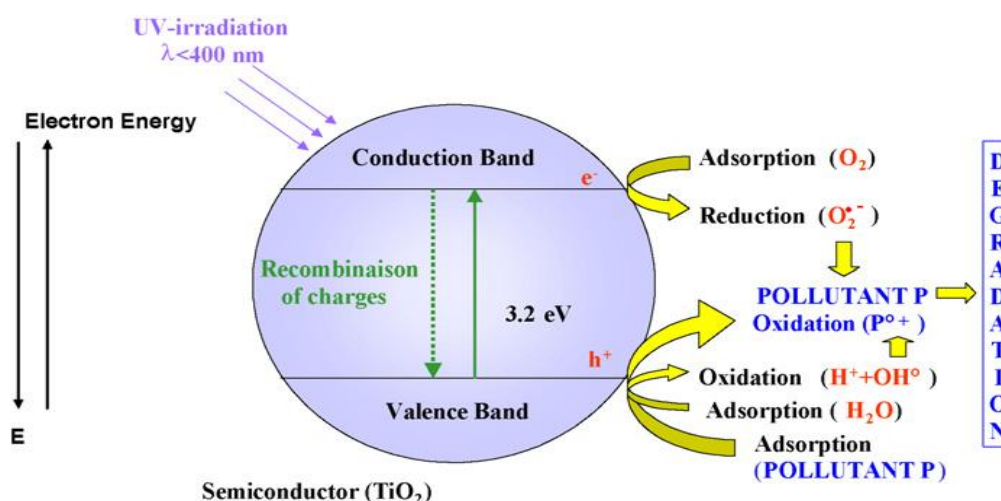 UV-irradiation
λ<400 nm
Electron Energy
Conduction Band
e⁻
Adsorption (O₂)
Reduction (O₂•⁻)
Recombinaison
of charges
3.2 eV
POLLUTANT P
Oxidation (P°⁺)
h⁺
Oxidation (H⁺+OH°)
Valence Band
Adsorption (H₂O)
Adsorption
(POLLUTANT P)
E
Semiconductor (TiO₂)
D
E
G
R
A
D
A
T
I
O
N